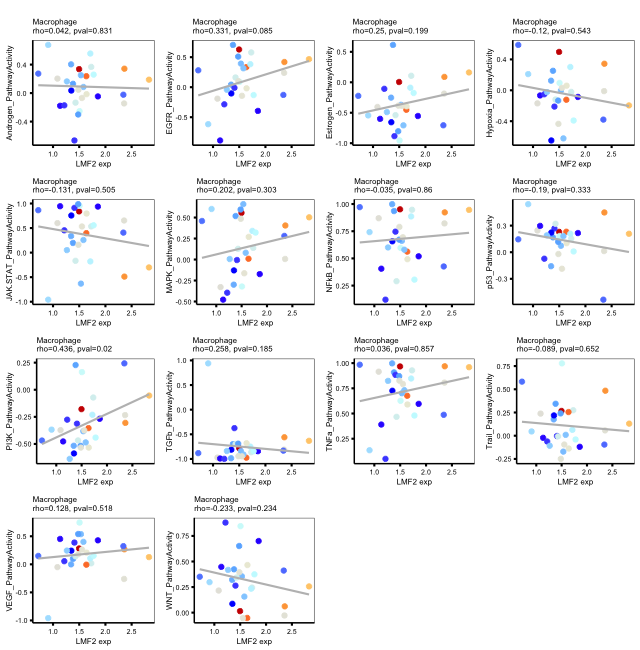 Macrophage
rho=0.042, pval=0.831
Androgen_PathwayActivity
0.4
0.0
-0.4
1.0 1.5 2.0 2.5
LMF2 exp
Macrophage
rho=0.331, pval=0.085
EGFR_PathwayActivity
0.5
0.0
-0.5
1.0 1.5 2.0 2.5
LMF2 exp
Macrophage
rho=0.25, pval=0.199
Estrogen_PathwayActivity
0.5
0.0
-0.5
1.0 1.5 2.0 2.5
LMF2 exp
Macrophage
rho=-0.12, pval=0.543
Hypoxia_PathwayActivity
0.4
0.0
-0.4
1.0 1.5 2.0 2.5
LMF2 exp
Macrophage
rho=-0.131, pval=0.505
JAK.STAT_PathwayActivity
1.0
0.5
0.0
-0.5
-1.0
1.0 1.5 2.0 2.5
LMF2 exp
Macrophage
rho=0.202, pval=0.303
MAPK_PathwayActivity
0.50
0.25
0.00
-0.25
-0.50
1.0 1.5 2.0 2.5
LMF2 exp
Macrophage
rho=-0.035, pval=0.86
NFkB_PathwayActivity
1.00
0.75
0.50
0.25
1.0 1.5 2.0 2.5
LMF2 exp
Macrophage
rho=-0.19, pval=0.333
p53_PathwayActivity
0.3
0.0
-0.3
1.0 1.5 2.0 2.5
LMF2 exp
Macrophage
rho=0.436, pval=0.02
PI3K_PathwayActivity
0.25
0.00
-0.25
-0.50
1.0 1.5 2.0 2.5
LMF2 exp
Macrophage
rho=0.258, pval=0.185
TGFb_PathwayActivity
1.0
0.5
0.0
-0.5
-1.0
1.0 1.5 2.0 2.5
LMF2 exp
Macrophage
rho=0.036, pval=0.857
TNFa_PathwayActivity
1.00
0.75
0.50
0.25
1.0 1.5 2.0 2.5
LMF2 exp
Macrophage
rho=-0.089, pval=0.652
Trail_PathwayActivity
0.75
0.50
0.25
0.00
-0.25
1.0 1.5 2.0 2.5
LMF2 exp
Macrophage
rho=0.128, pval=0.518
VEGF_PathwayActivity
0.5
0.0
-0.5
-1.0
1.0 1.5 2.0 2.5
LMF2 exp
Macrophage
rho=-0.233, pval=0.234
WNT_PathwayActivity
0.75
0.50
0.25
0.00
1.0 1.5 2.0 2.5
LMF2 exp